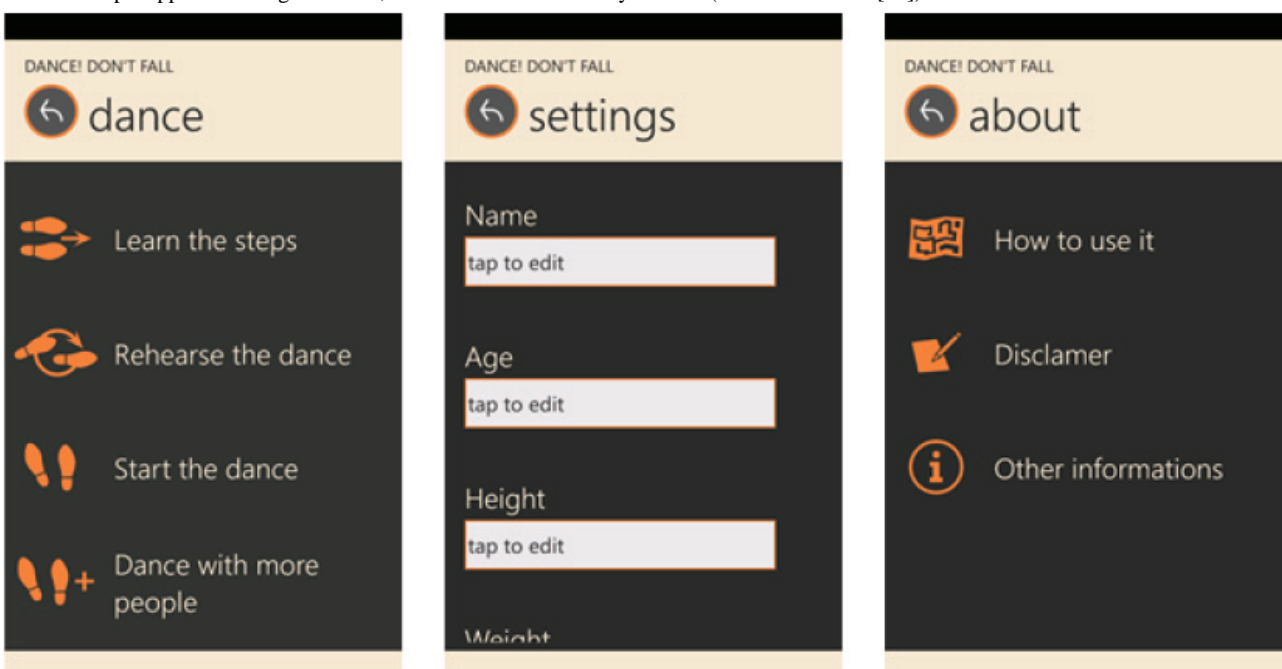 DANCE! DON'T FALL
dance
Learn the steps
Rehearse the dance
Start the dance
Dance with more
people
DANCE! DON'T FALL
settings
Name
tap to edit
Age
tap to edit
Height
tap to edit
Weight
DANCE! DON'T FALL
about
How to use it
Disclamer
Other informations